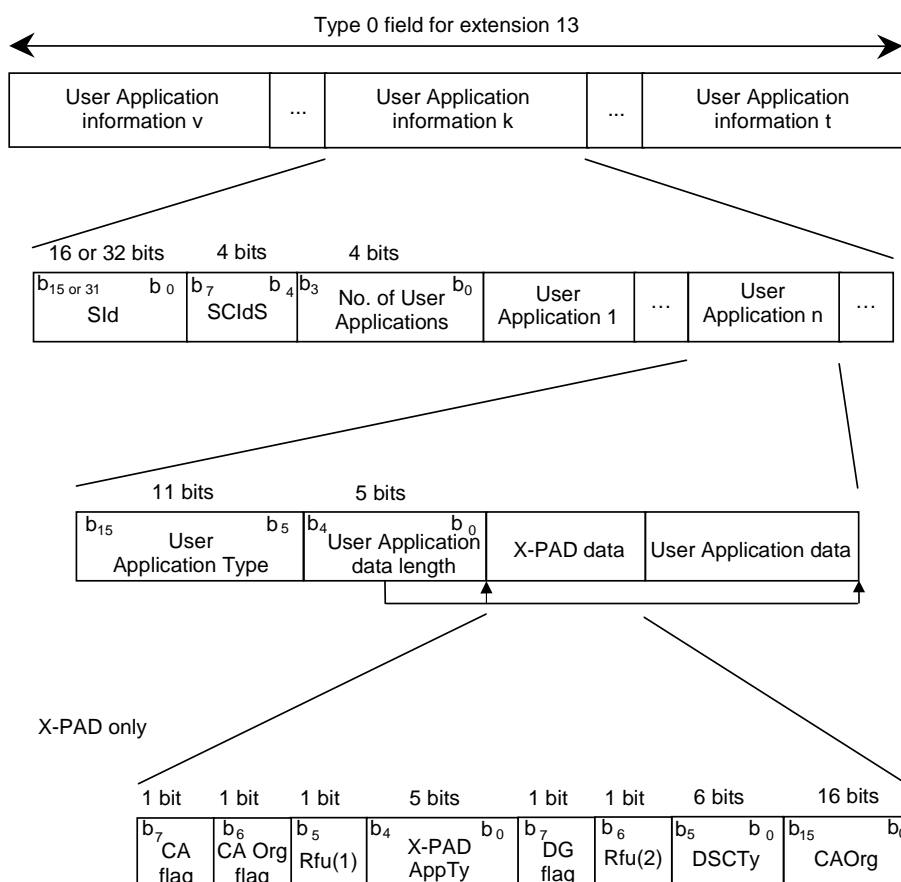 Type 0 field for extension 13
User Application information v ... User Application information k ... User Application information t
16 or 32 bits 4 bits 4 bits
b15 or 31 b0 SId b7 b4 SCIdS b3 b0 No. of User Applications User Application 1 ... User Application n ...
11 bits 5 bits
b15 b5 User Application Type b4 b0 User Application data length X-PAD data User Application data
X-PAD only
1 bit 1 bit 1 bit 5 bits 1 bit 1 bit 6 bits 16 bits
b7 CA flag b6 CA Org flag b5 Rfu(1) b4 b0 X-PAD AppTy b7 DG flag b6 Rfu(2) b5 b0 DSCTy b15 b0 CAOrg